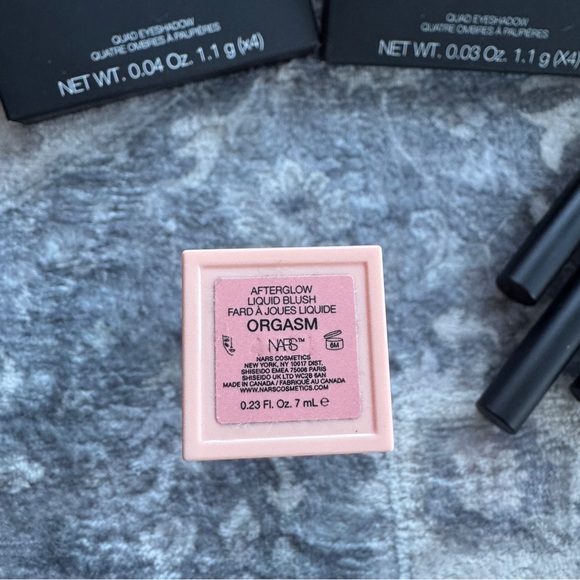 QUAD EYESHADOW
QUATRE OMBRES À PAUPIÈRES
NET WT. 0.04 Oz. 1.1 g (X4)
QUAD EYESHADOW
QUATRE OMBRES À PAUPIÈRES
NET WT. 0.03 Oz. 1.1 g (X4)
AFTERGLOW
LIQUID BLUSH
FARD À JOUES LIQUIDE
ORGASM
NARS™
6M
NARS COSMETICS
NEW YORK, NY 10017 DIST.
SHISEIDO EMEA 75008 PARIS
SHISEIDO UK LTD WC2B 6AN
MADE IN CANADA / FABRIQUÉ AU CANADA
WWW.NARSCOSMETICS.COM
0.23 Fl. Oz. 7 mL ℮